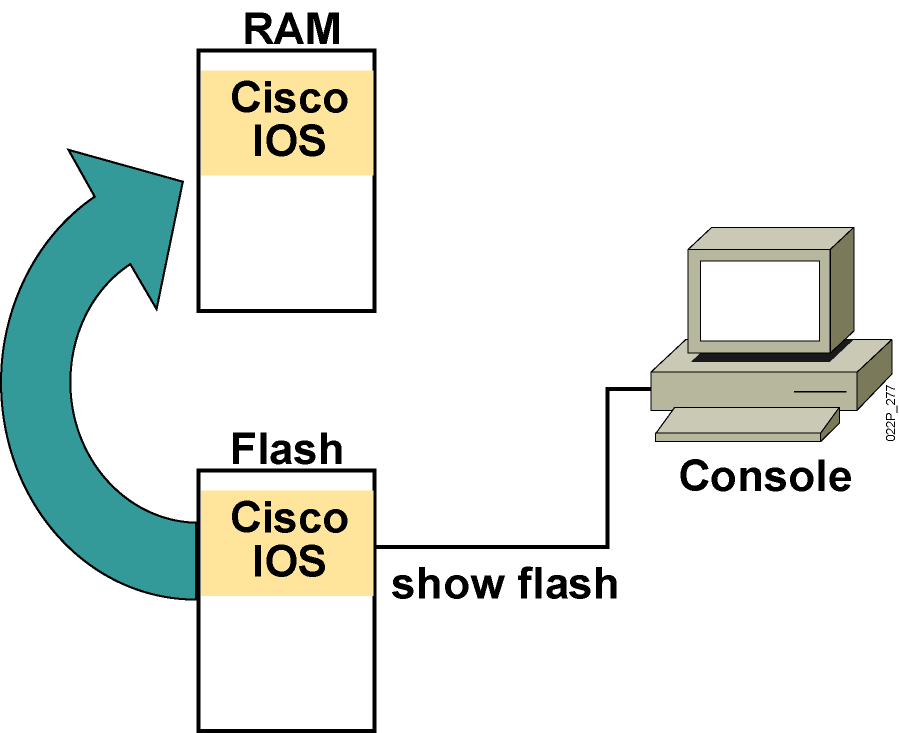 RAM
Cisco
IOS
Flash
Cisco
IOS
show flash
Console
022P_277